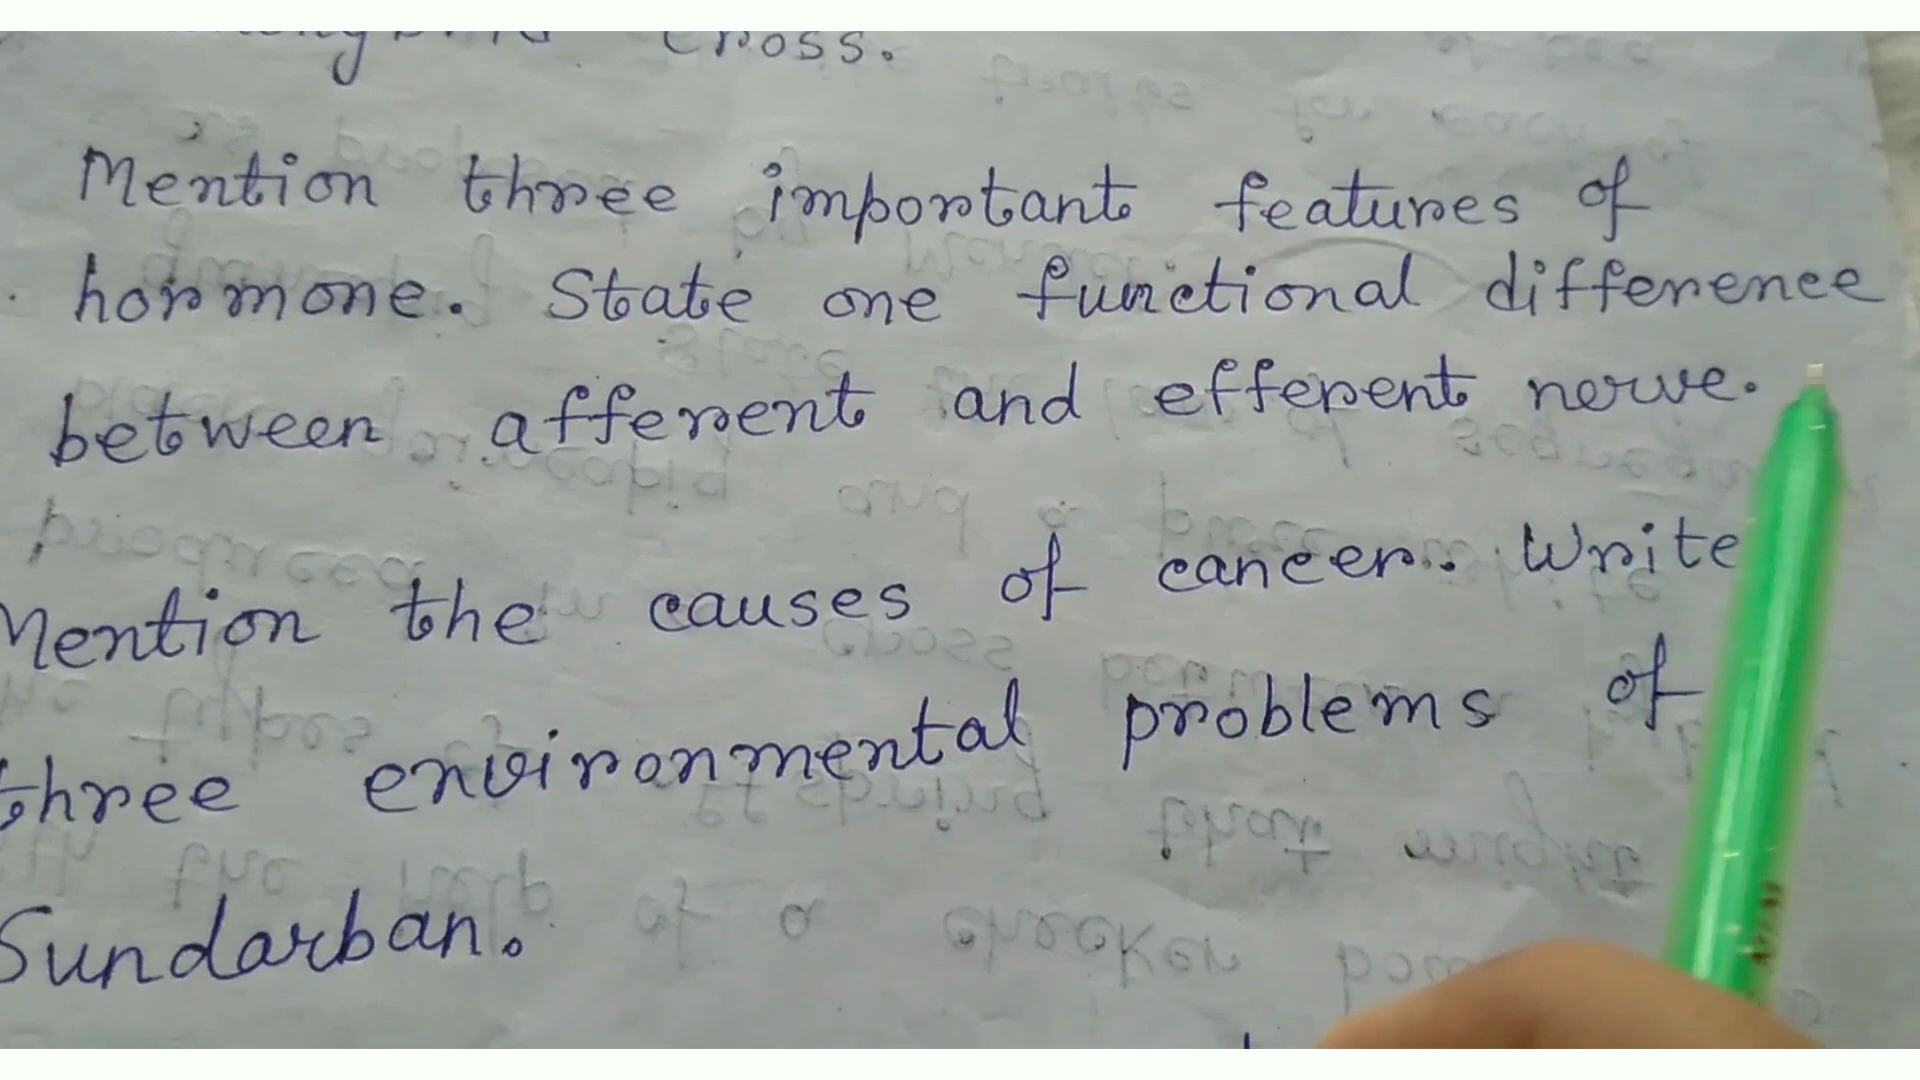 cross.
Mention three important features of
hormone. State one functional difference
between afferent and efferent nerve.
Mention the causes of cancer. Write
three environmental problems of
Sundarban.